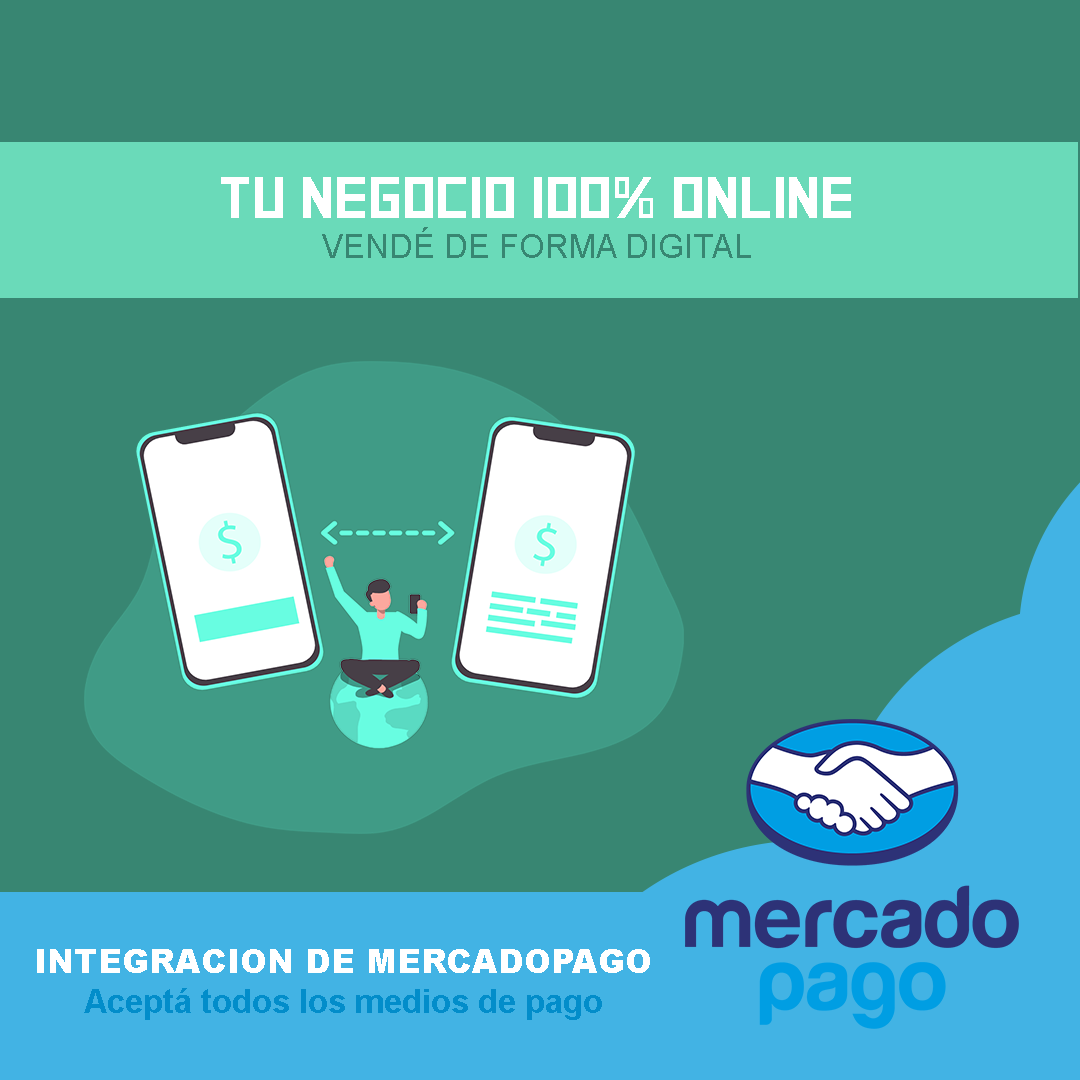 TU NEGOCIO 100% ONLINE
VENDÉ DE FORMA DIGITAL
$
$
mercado
pago
INTEGRACION DE MERCADOPAGO
Aceptá todos los medios de pago